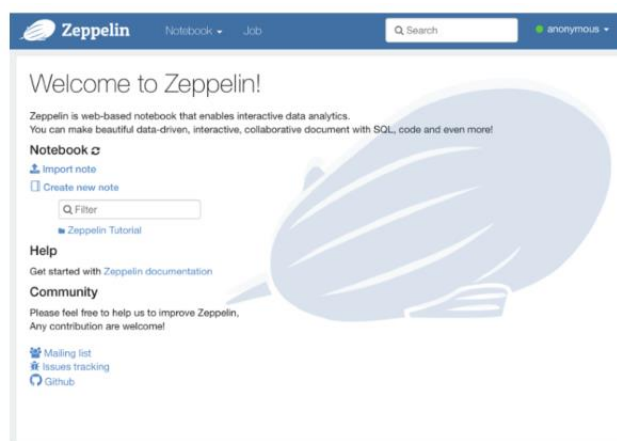 Zeppelin Notebook Job Search anonymous
Welcome to Zeppelin!
Zeppelin is web-based notebook that enables interactive data analytics.
You can make beautiful data-driven, interactive, collaborative document with SQL, code and even more!
Notebook
Import note
Create new note
Filter
Zeppelin Tutorial
Help
Get started with Zeppelin documentation
Community
Please feel free to help us to improve Zeppelin,
Any contribution are welcome!
Mailing list
Issues tracking
Github